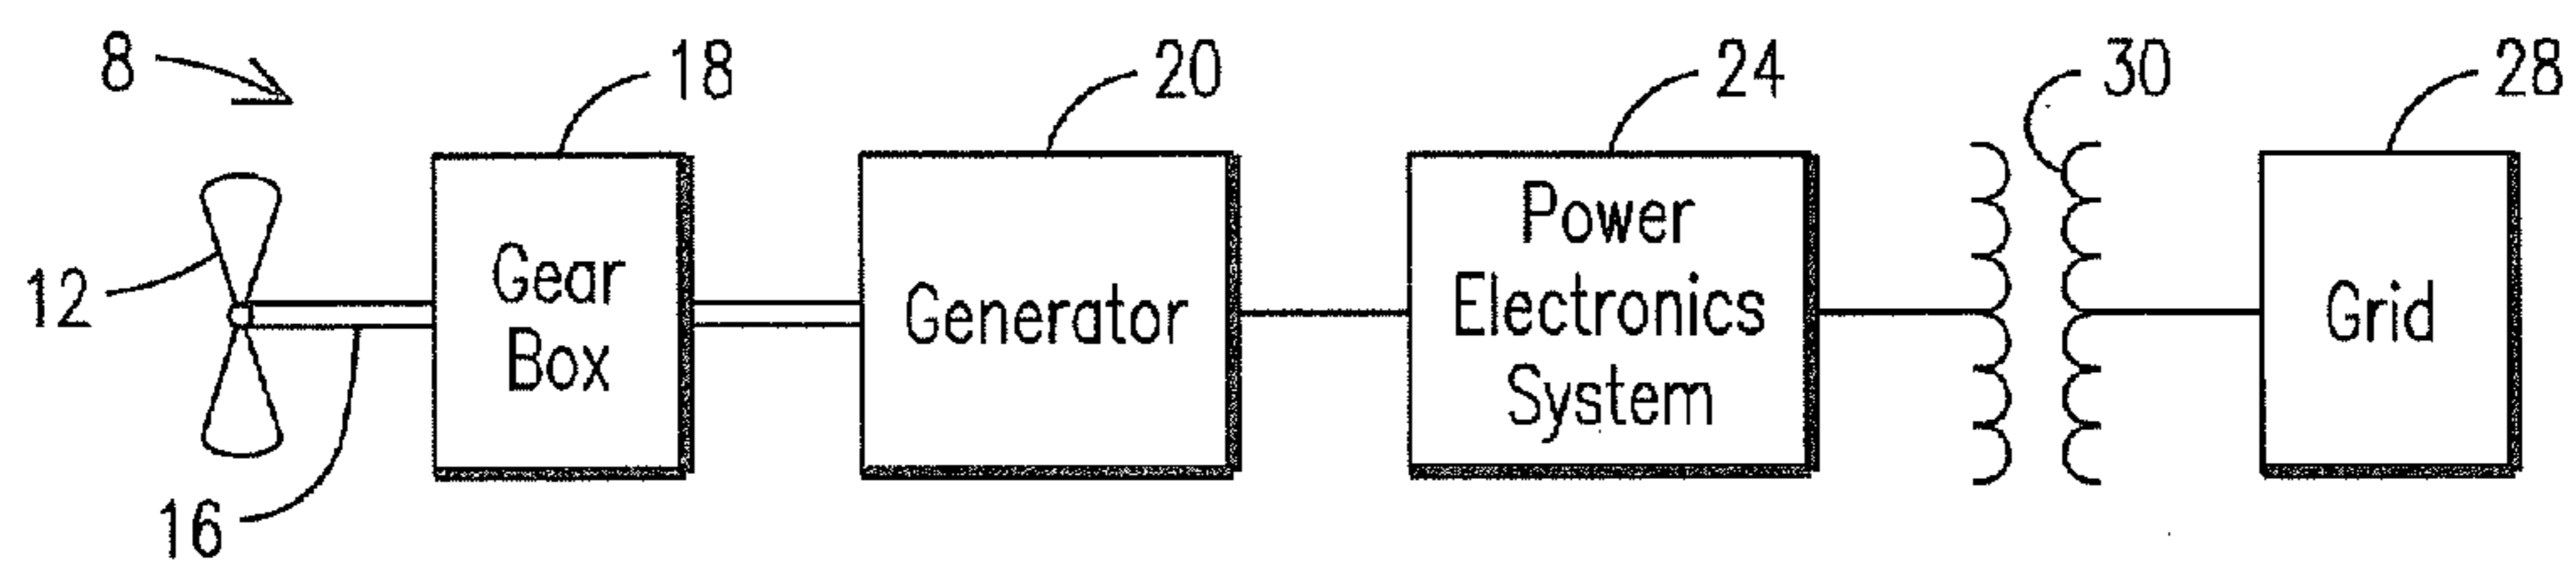 8
18
20
24
30
28
12
Gear
Box
Generator
Power
Electronics
System
Grid
16